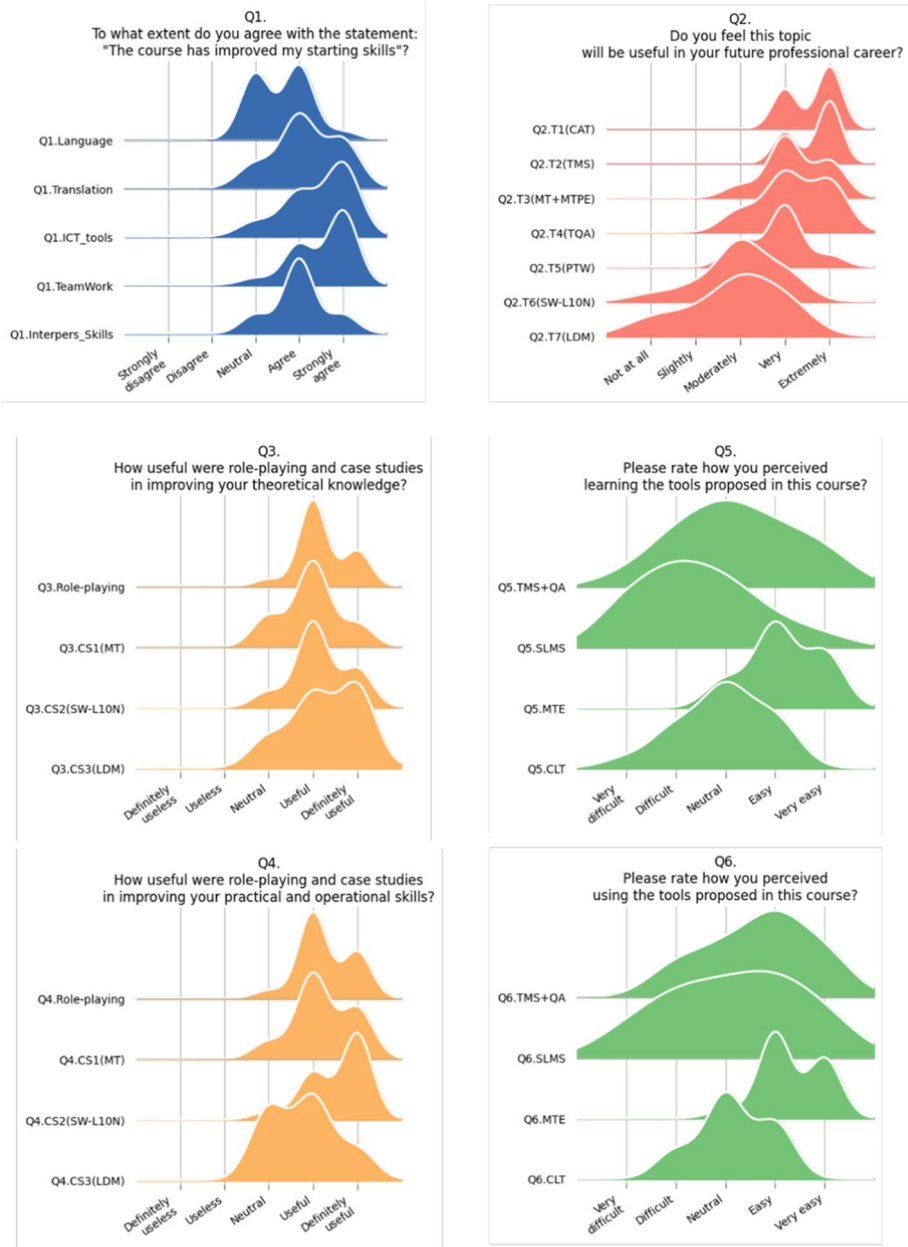 Q1.
To what extent do you agree with the statement:
"The course has improved my starting skills"?
Q1.Language
Q1.Translation
Q1.ICT_tools
Q1.TeamWork
Q1.Interpers_Skills
Strongly
disagree
Disagree
Neutral
Agree
Strongly
agree
Q2.
Do you feel this topic
will be useful in your future professional career?
Q2.T1(CAT)
Q2.T2(TMS)
Q2.T3(MT+MTPE)
Q2.T4(TQA)
Q2.T5(PTW)
Q2.T6(SW-L10N)
Q2.T7(LDM)
Not at all
Slightly
Moderately
Very
Extremely
Q3.
How useful were role-playing and case studies
in improving your theoretical knowledge?
Q3.Role-playing
Q3.CS1(MT)
Q3.CS2(SW-L10N)
Q3.CS3(LDM)
Definitely
useless
Useless
Neutral
Useful
Definitely
useful
Q5.
Please rate how you perceived
learning the tools proposed in this course?
Q5.TMS+QA
Q5.SLMS
Q5.MTE
Q5.CLT
Very
difficult
Difficult
Neutral
Easy
Very easy
Q4.
How useful were role-playing and case studies
in improving your practical and operational skills?
Q4.Role-playing
Q4.CS1(MT)
Q4.CS2(SW-L10N)
Q4.CS3(LDM)
Definitely
useless
Useless
Neutral
Useful
Definitely
useful
Q6.
Please rate how you perceived
using the tools proposed in this course?
Q6.TMS+QA
Q6.SLMS
Q6.MTE
Q6.CLT
Very
difficult
Difficult
Neutral
Easy
Very easy